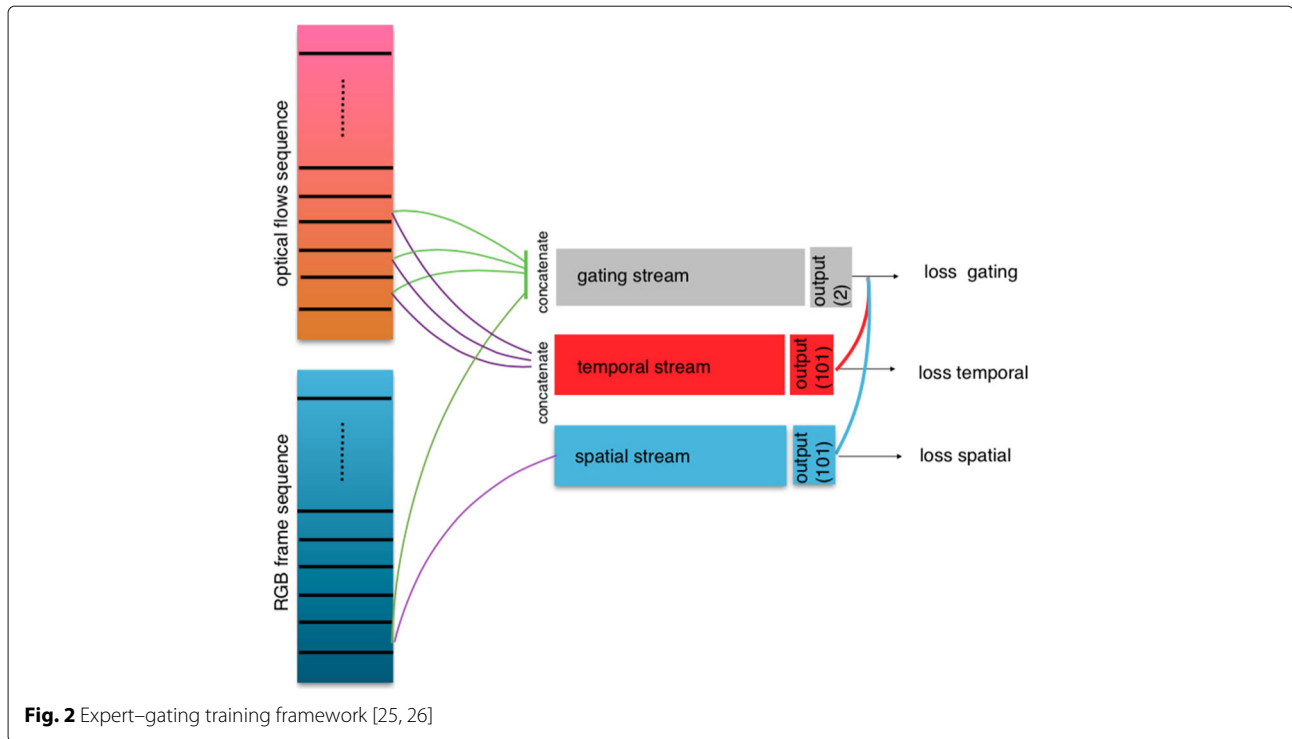 optical flows sequence
RGB frame sequence
concatenate
gating stream
output
(2)
loss gating
concatenate
temporal stream
output
(101)
loss temporal
spatial stream
output
(101)
loss spatial
Fig. 2 Expert–gating training framework [25, 26]